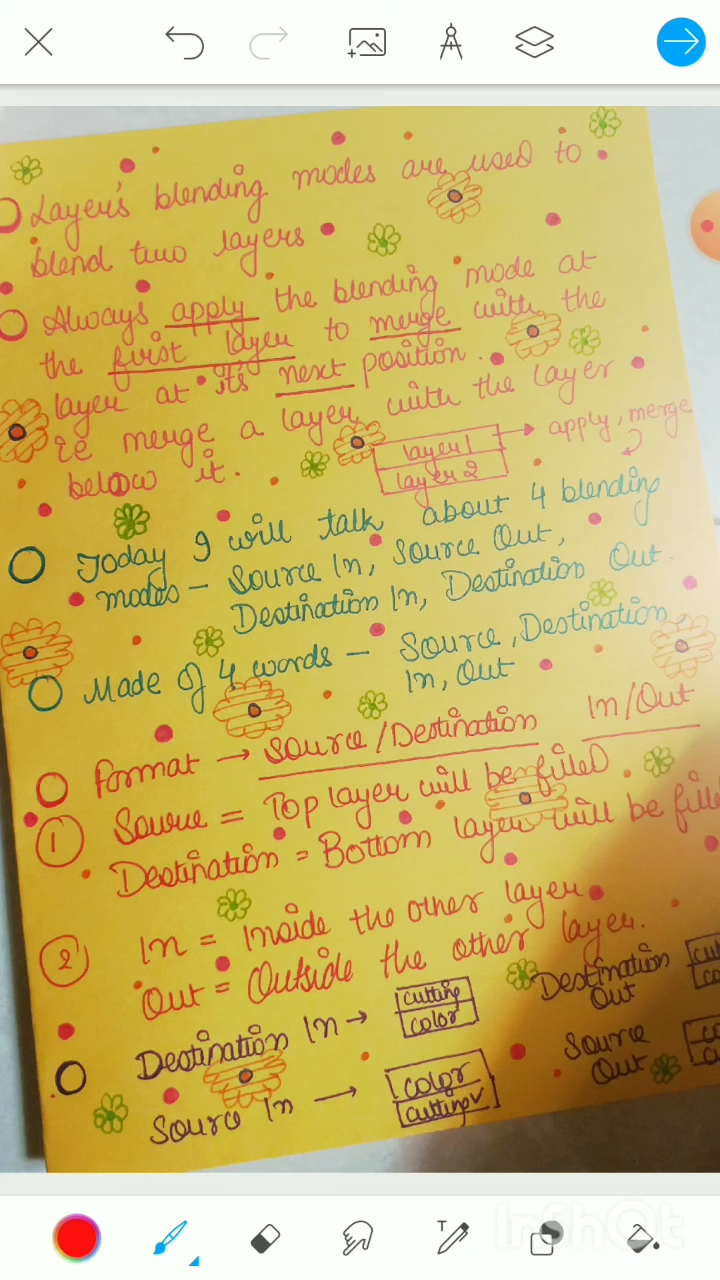 Layer's blending modes are used to
blend two layers
Always apply the blending mode at
the first layer to merge with the
layer at its next position.
ie merge a layer with the layer
below it.
layer 1 → apply, merge
layer 2
Today I will talk about 4 blending
modes - Source In, Source Out,
Destination In, Destination Out.
Made of 4 words - Source, Destination,
In, Out
Format → Source/Destination In/Out
1 Source = Top layer will be filled
Destination = Bottom layer will be fille
2 In = Inside the other layer
Out = Outside the other layer.
Destination In → cutting
color
Destination
Out
Source In → color
cutting
Source
Out
T
InShOt